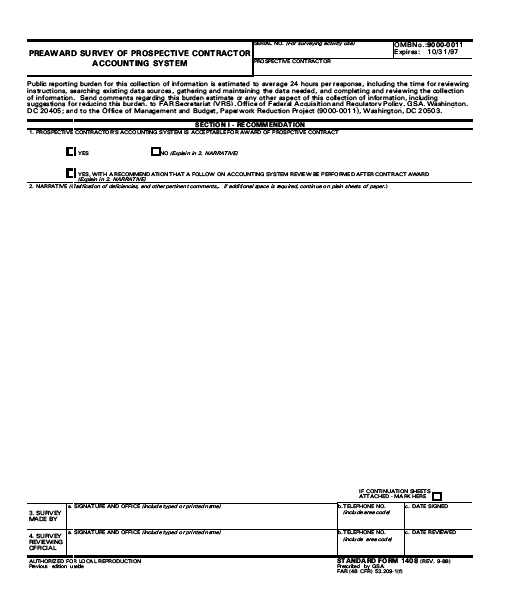 SERIAL NO. (For surveying activity use)
OMB No.:9000-0011
Expires: 10/31/97
PREAWARD SURVEY OF PROSPECTIVE CONTRACTOR
ACCOUNTING SYSTEM
PROSPECTIVE CONTRACTOR
Public reporting burden for this collection of information is estimated to average 24 hours per response, including the time for reviewing
instructions, searching existing data sources, gathering and maintaining the data needed, and completing and reviewing the collection
of information. Send comments regarding this burden estimate or any other aspect of this collection of information, including
suggestions for reducing this burden, to FAR Secretariat (VRS), Office of Federal Acquisition and Regulatory Policy, GSA, Washington,
DC 20405; and to the Office of Management and Budget, Paperwork Reduction Project (9000-0011), Washington, DC 20503.
SECTION I - RECOMMENDATION
1. PROSPECTIVE CONTRACTOR'S ACCOUNTING SYSTEM IS ACCEPTABLE FOR AWARD OF PROSPECTIVE CONTRACT
YES
NO (Explain in 2. NARRATIVE)
YES, WITH A RECOMMENDATION THAT A FOLLOW ON ACCOUNTING SYSTEM REVIEW BE PERFORMED AFTER CONTRACT AWARD
(Explain in 2. NARRATIVE)
2. NARRATIVE (Clarification of deficiencies, and other pertinent comments. If additional space is required, continue on plain sheets of paper.)
IF CONTINUATION SHEETS
ATTACHED - MARK HERE
3. SURVEY
MADE BY
a. SIGNATURE AND OFFICE (Include typed or printed name)
b. TELEPHONE NO.
(Include area code)
c. DATE SIGNED
4. SURVEY
REVIEWING
OFFICIAL
a. SIGNATURE AND OFFICE (Include typed or printed name)
b. TELEPHONE NO.
(Include area code)
c. DATE REVIEWED
AUTHORIZED FOR LOCAL REPRODUCTION
Previous edition usable
STANDARD FORM 1408 (REV. 9-88)
Prescribed by GSA
FAR (48 CFR) 53.209-1(f)